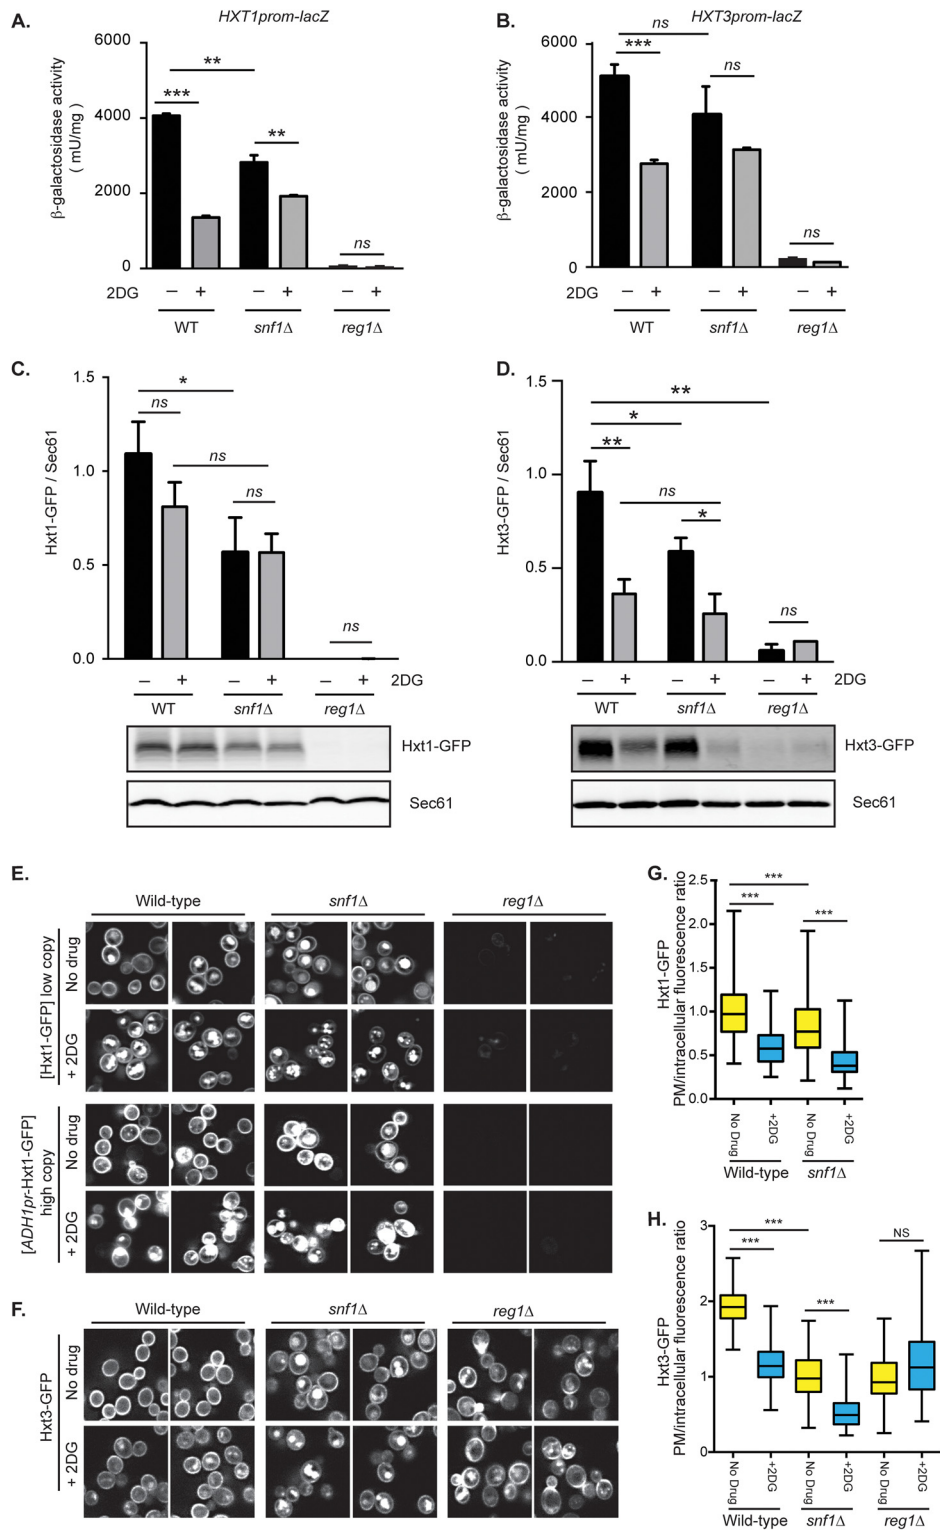 A.
HXT1prom-lacZ
β-galactosidase activity
( mU/mg )
6000
4000
2000
0
**
***
**
ns
2DG – + – + – +
WT snf1Δ reg1Δ
B.
HXT3prom-lacZ
β-galactosidase activity
( mU/mg )
6000
4000
2000
0
ns
***
ns
ns
2DG – + – + – +
WT snf1Δ reg1Δ
C.
Hxt1-GFP / Sec61
1.5
1.0
0.5
0.0
*
ns
ns
ns
ns
– + – + – + 2DG
WT snf1Δ reg1Δ
Hxt1-GFP
Sec61
D.
Hxt3-GFP / Sec61
1.5
1.0
0.5
0.0
**
*
**
ns
*
ns
– + – + – + 2DG
WT snf1Δ reg1Δ
Hxt3-GFP
Sec61
E.
Wild-type snf1Δ reg1Δ
[Hxt1-GFP] low copy
No drug
+ 2DG
[ADH1pr-Hxt1-GFP]
high copy
No drug
+ 2DG
F.
Wild-type snf1Δ reg1Δ
Hxt3-GFP
No drug
+ 2DG
G.
Hxt1-GFP
PM/intracellular fluorescence ratio
2.5
2.0
1.5
1.0
0.5
0.0
***
***
***
No Drug +2DG No Drug +2DG
Wild-type snf1Δ
H.
Hxt3-GFP
PM/intracellular fluorescence ratio
3
2
1
0
***
***
***
NS
No Drug +2DG No Drug +2DG No Drug +2DG
Wild-type snf1Δ reg1Δ